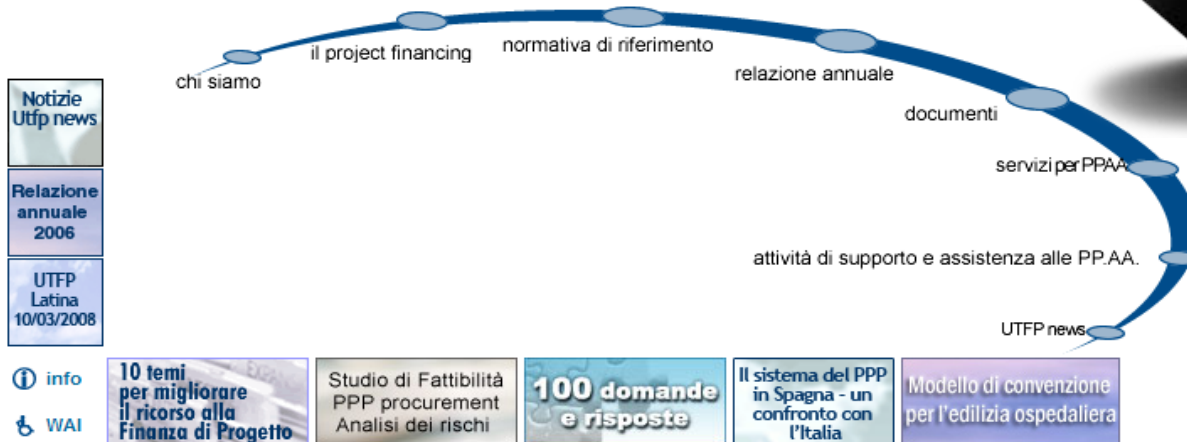 chi siamo
il project financing
normativa di riferimento
relazione annuale
documenti
servizi per PPAA
attività di supporto e assistenza alle PP.AA.
UTFP news
Notizie
Utfp news
Relazione
annuale
2006
UTFP
Latina
10/03/2008
info
WAI
10 temi
per migliorare
il ricorso alla
Finanza di Progetto
Studio di Fattibilità
PPP procurement
Analisi dei rischi
100 domande
e risposte
Il sistema del PPP
in Spagna - un
confronto con
l'Italia
Modello di convenzione
per l'edilizia ospedaliera